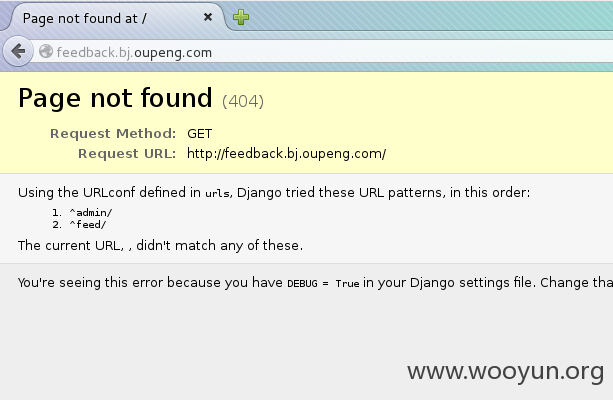 Page not found at /
feedback.bj.oupeng.com
Page not found (404)
Request Method: GET
Request URL: http://feedback.bj.oupeng.com/
Using the URLconf defined in urls, Django tried these URL patterns, in this order:
1. ^admin/
2. ^feed/
The current URL, , didn't match any of these.
You're seeing this error because you have DEBUG = True in your Django settings file. Change tha
www.wooyun.org